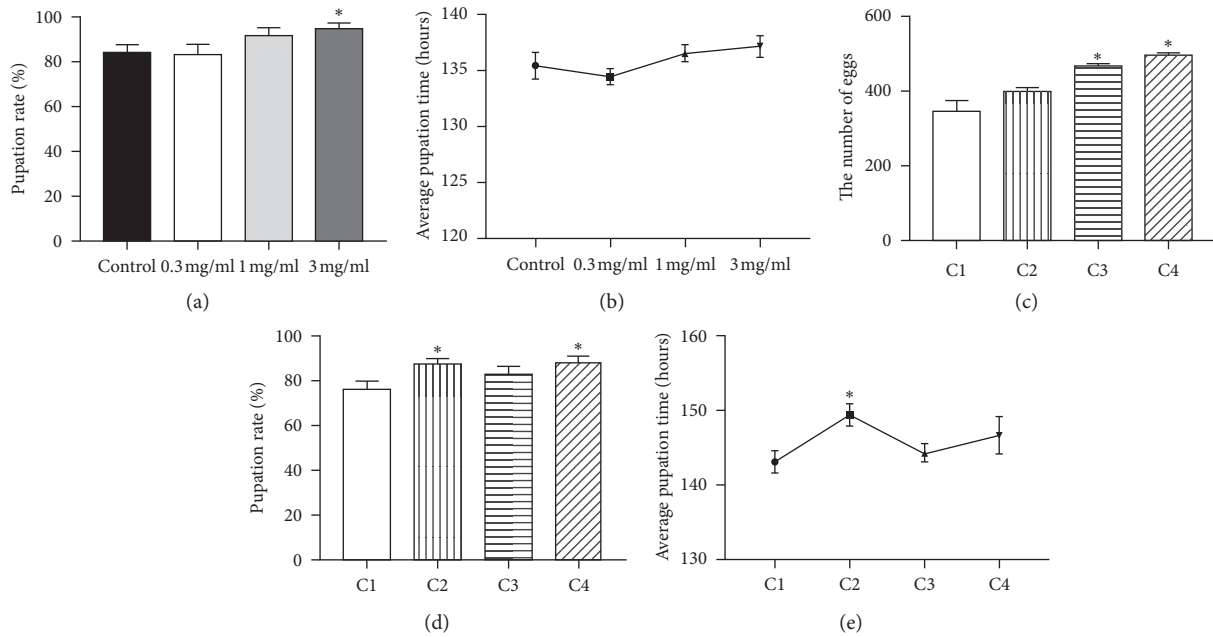 Pupation rate (%)
100
80
60
40
20
0
*
Control 0.3 mg/ml 1 mg/ml 3 mg/ml
(a)
Average pupation time (hours)
140
135
130
125
120
Control 0.3 mg/ml 1 mg/ml 3 mg/ml
(b)
The number of eggs
600
400
200
0
* *
C1 C2 C3 C4
(c)
Pupation rate (%)
100
80
60
40
20
0
* *
C1 C2 C3 C4
(d)
Average pupation time (hours)
160
150
140
130
*
C1 C2 C3 C4
(e)